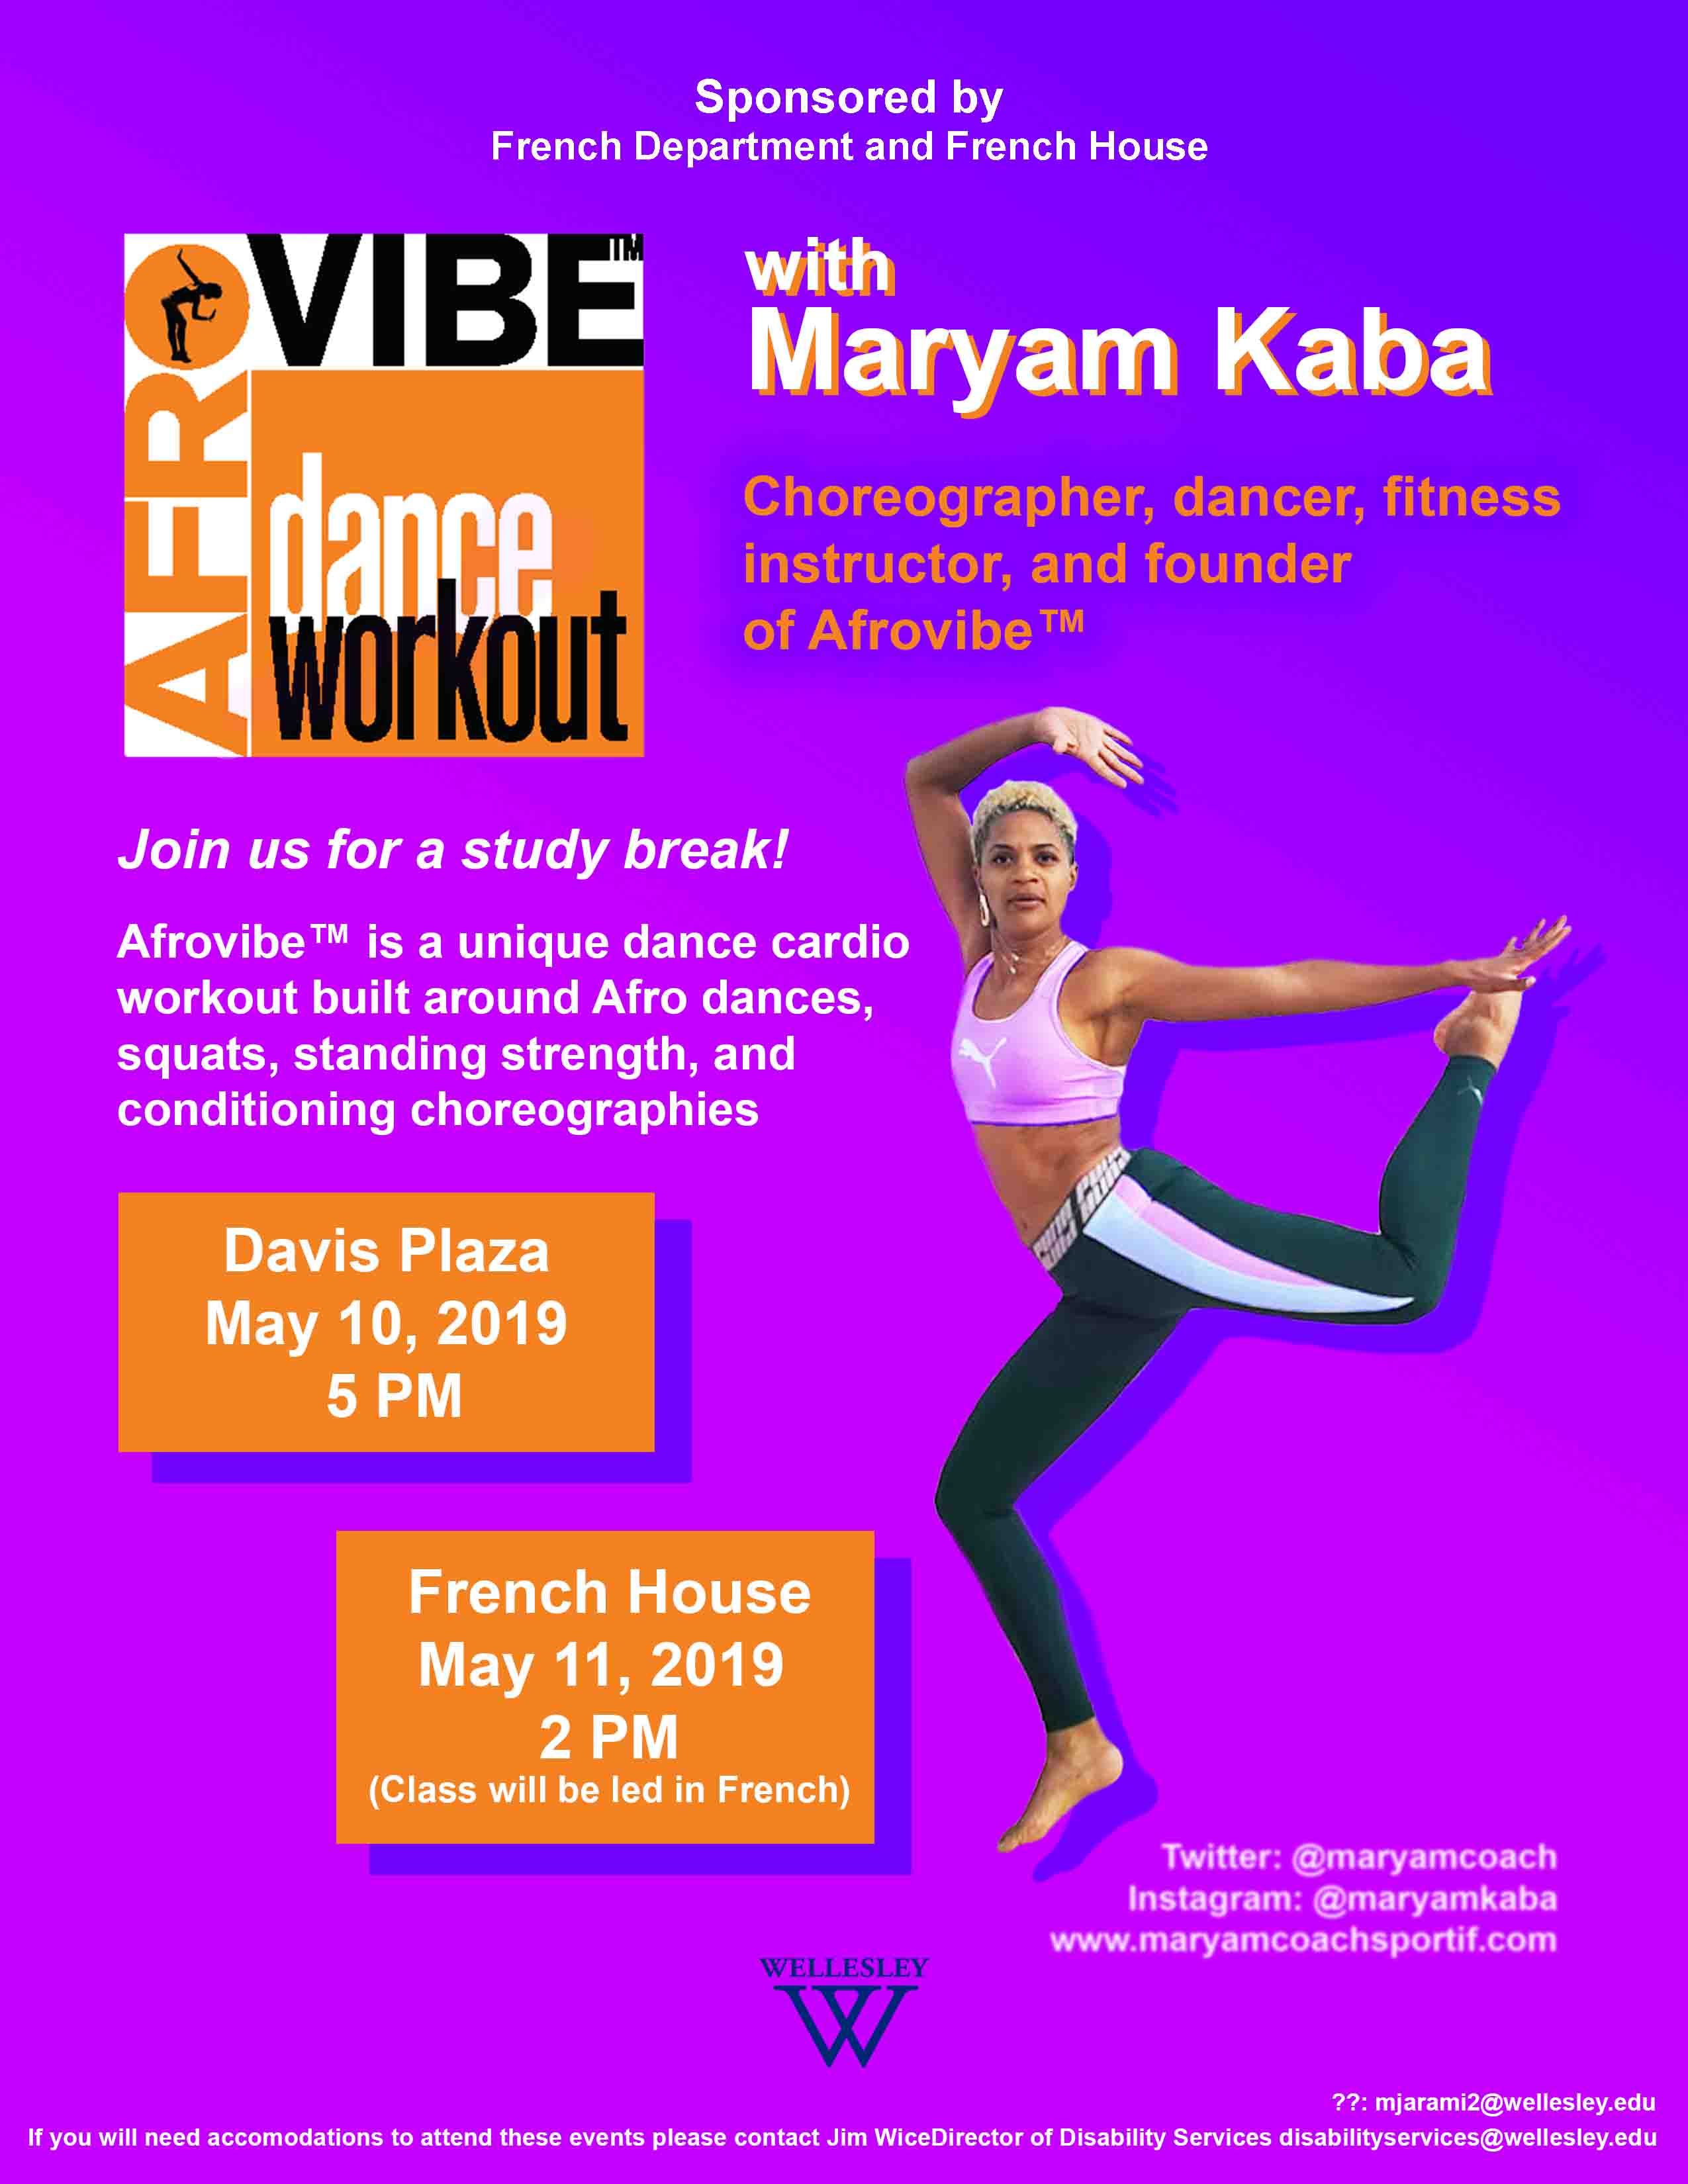 Sponsored by
French Department and French House
AFROVIBE™
dance
workout
with
Maryam Kaba
Choreographer, dancer, fitness
instructor, and founder
of Afrovibe™
Join us for a study break!
Afrovibe™ is a unique dance cardio
workout built around Afro dances,
squats, standing strength, and
conditioning choreographies
Davis Plaza
May 10, 2019
5 PM
French House
May 11, 2019
2 PM
(Class will be led in French)
Twitter: @maryamcoach
Instagram: @maryamkaba
www.maryamcoachsportif.com
WELLESLEY
W
??: mjarami2@wellesley.edu
If you will need accomodations to attend these events please contact Jim WiceDirector of Disability Services disabilityservices@wellesley.edu